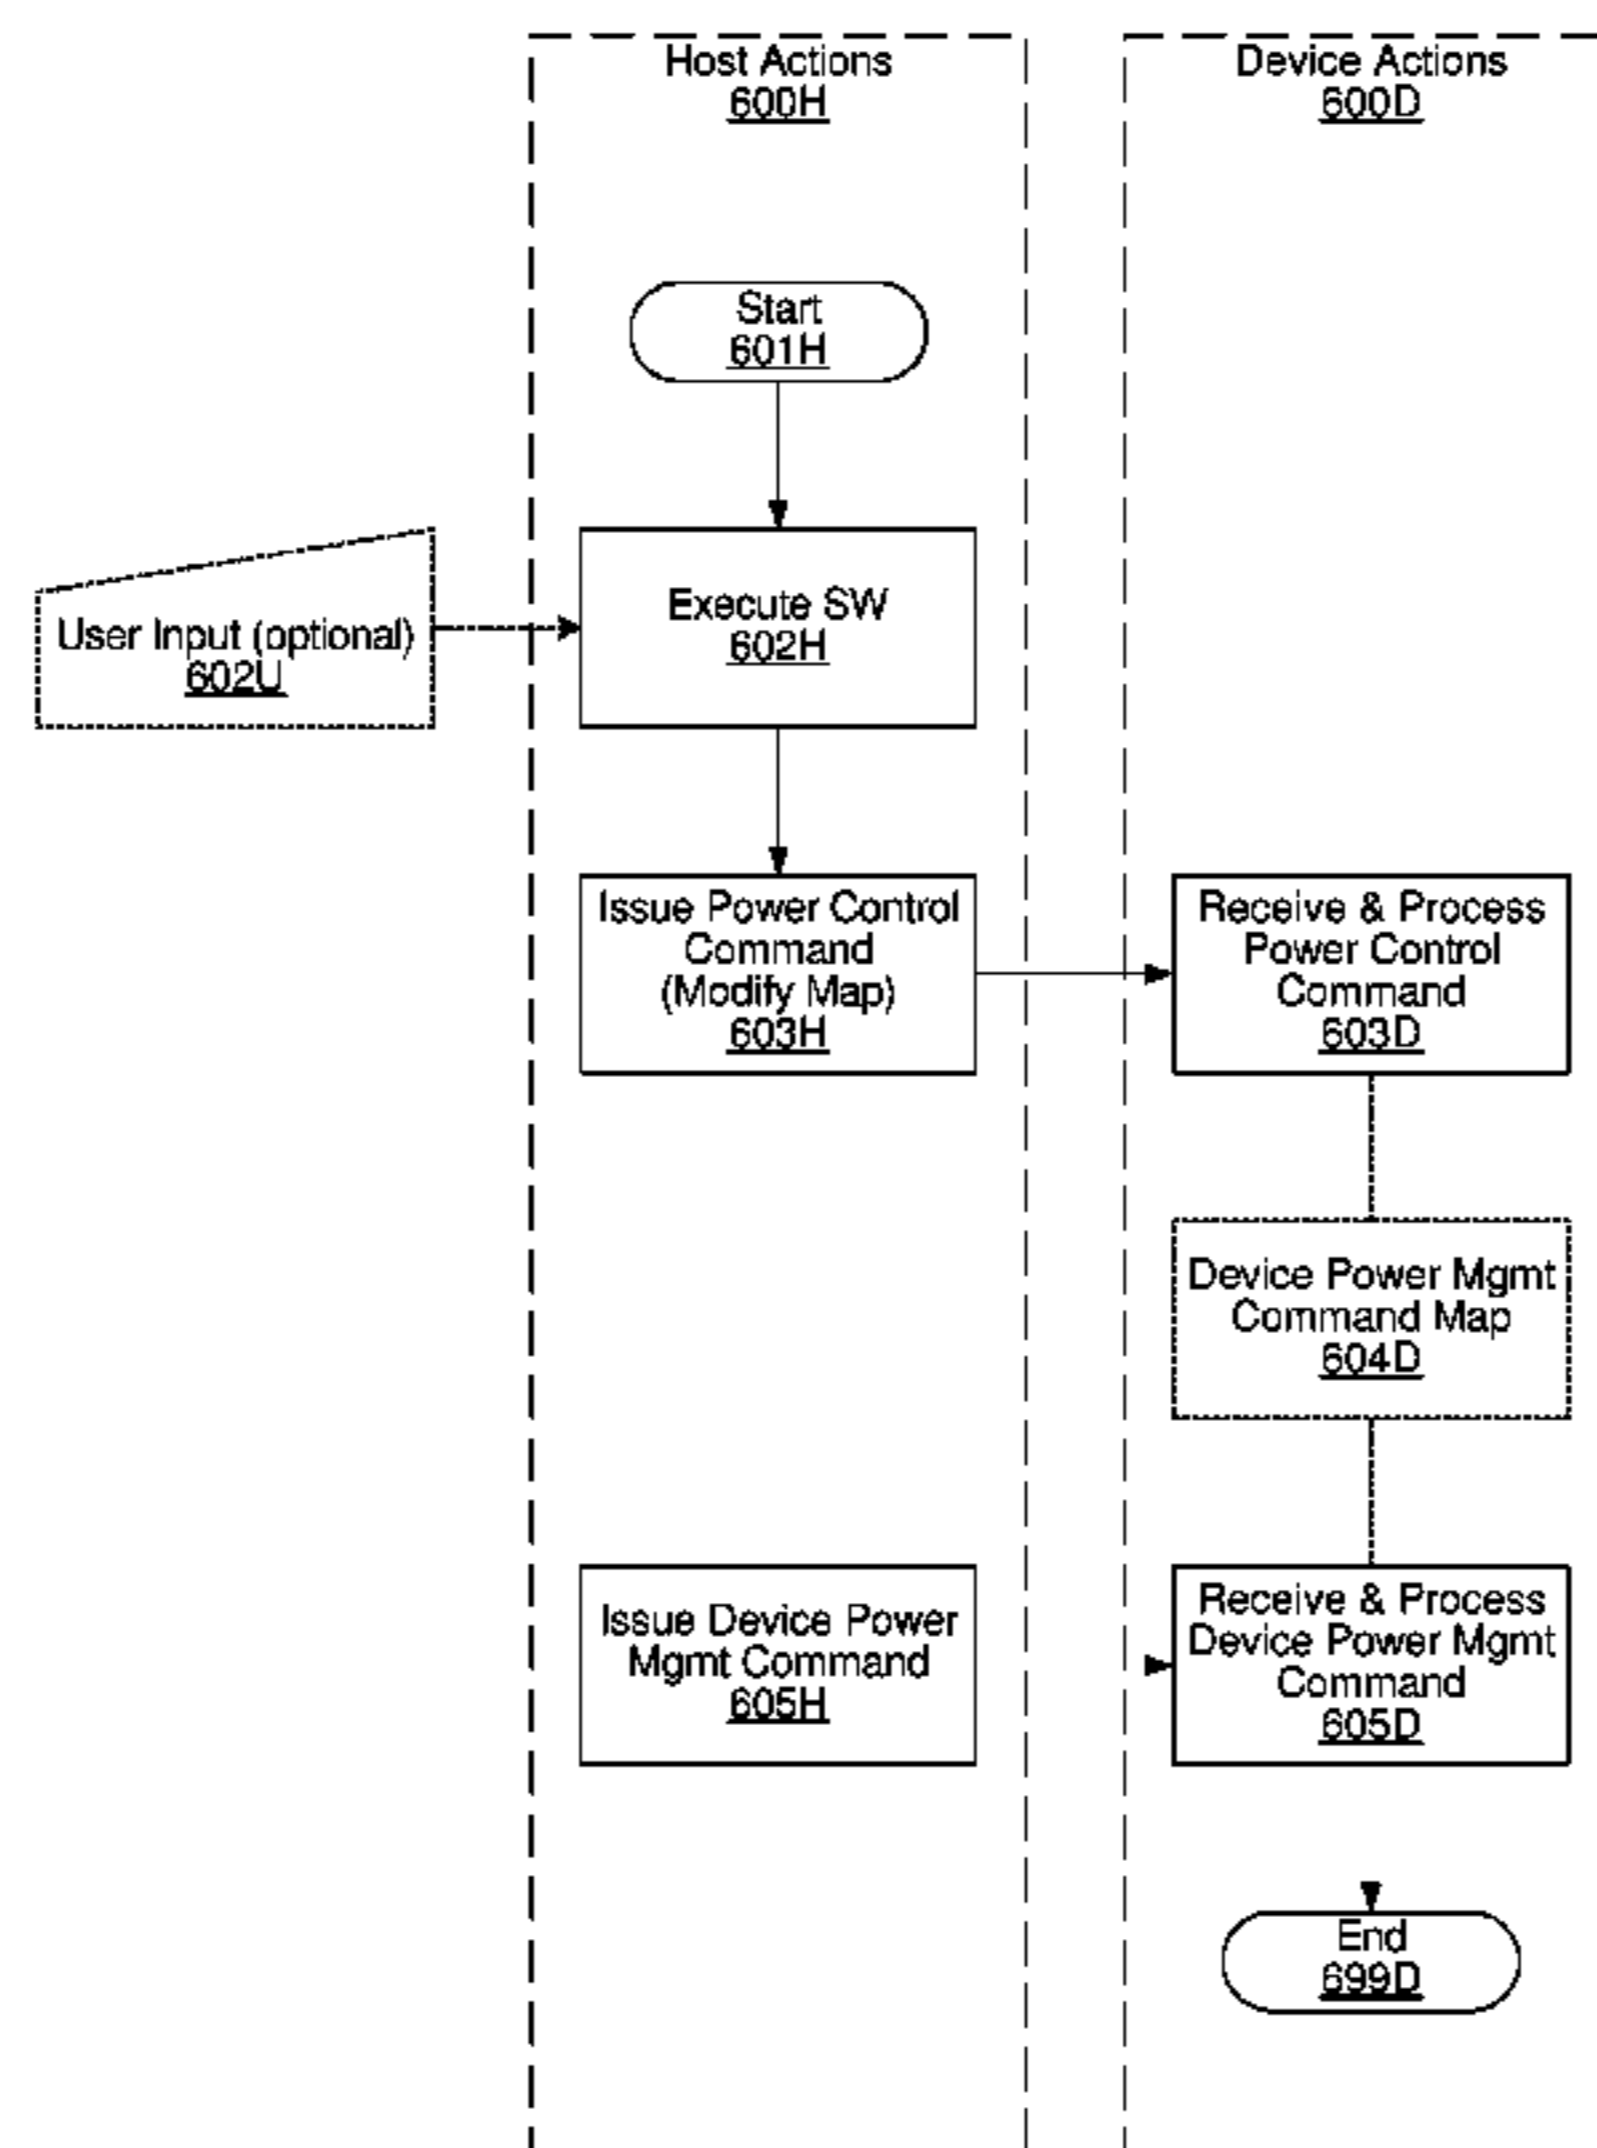 Host Actions
600H
Device Actions
600D
Start
601H
Execute SW
602H
User Input (optional)
602U
Issue Power Control
Command
(Modify Map)
603H
Receive & Process
Power Control
Command
603D
Device Power Mgmt
Command Map
604D
Issue Device Power
Mgmt Command
605H
Receive & Process
Device Power Mgmt
Command
605D
End
699D